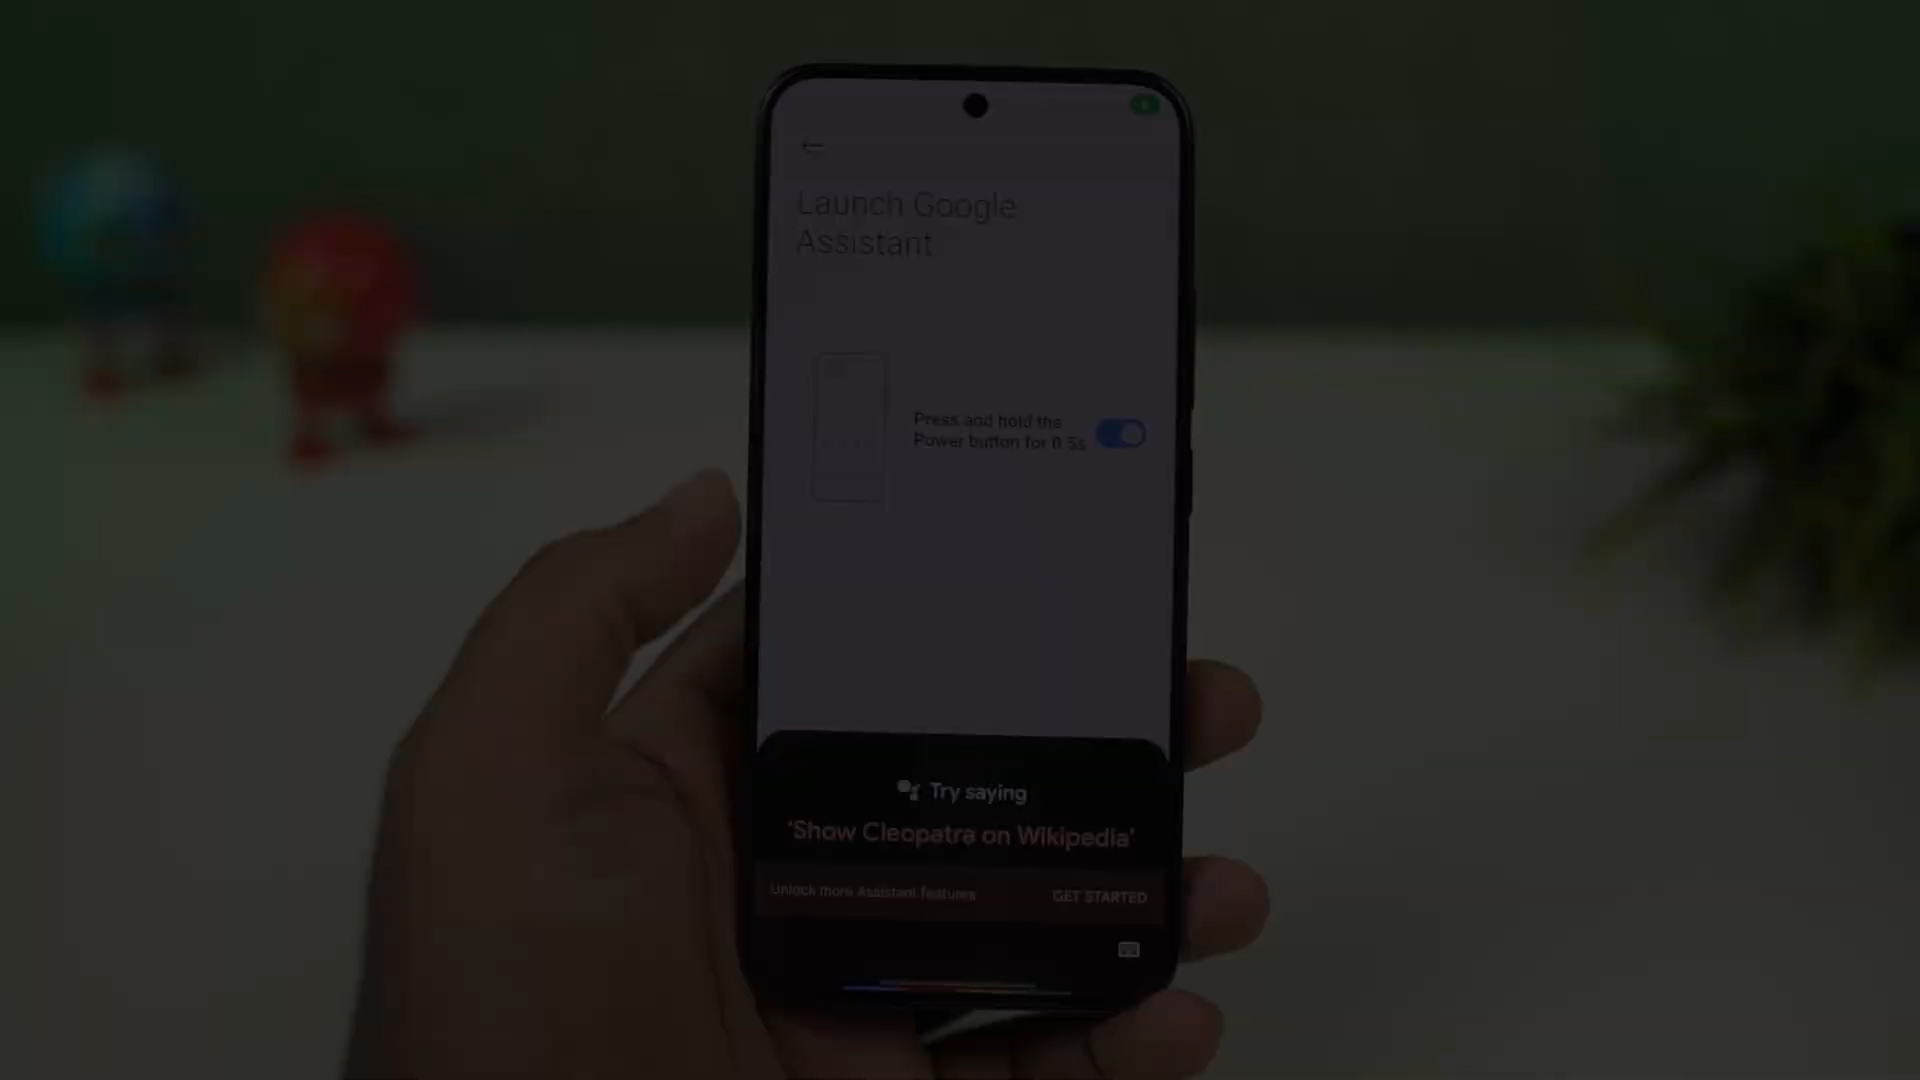 Launch Google
Assistant
Press and hold the
Power button for 0.5s
Try saying
'Show Cleopatra on Wikipedia'
Unlock more Assistant features
GET STARTED